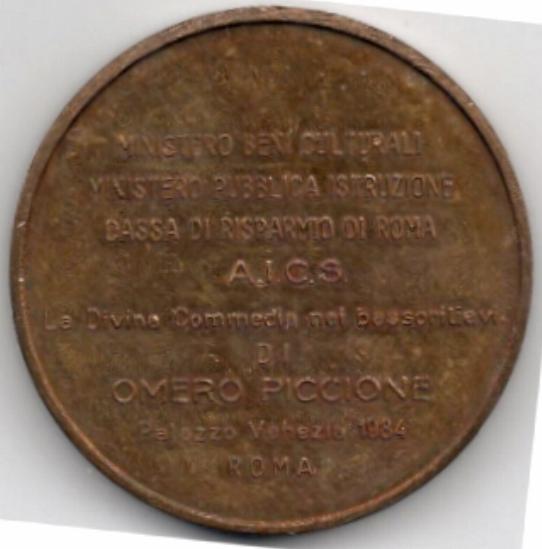 MINISTERO BENI CULTURALI
MINISTERO PUBBLICA ISTRUZIONE
CASSA DI RISPARMIO DI ROMA
A.I.C.S.
La Divina Commedia nei bassorilievi
DI
OMERO PICCIONE
Palazzo Venezia 1984
ROMA